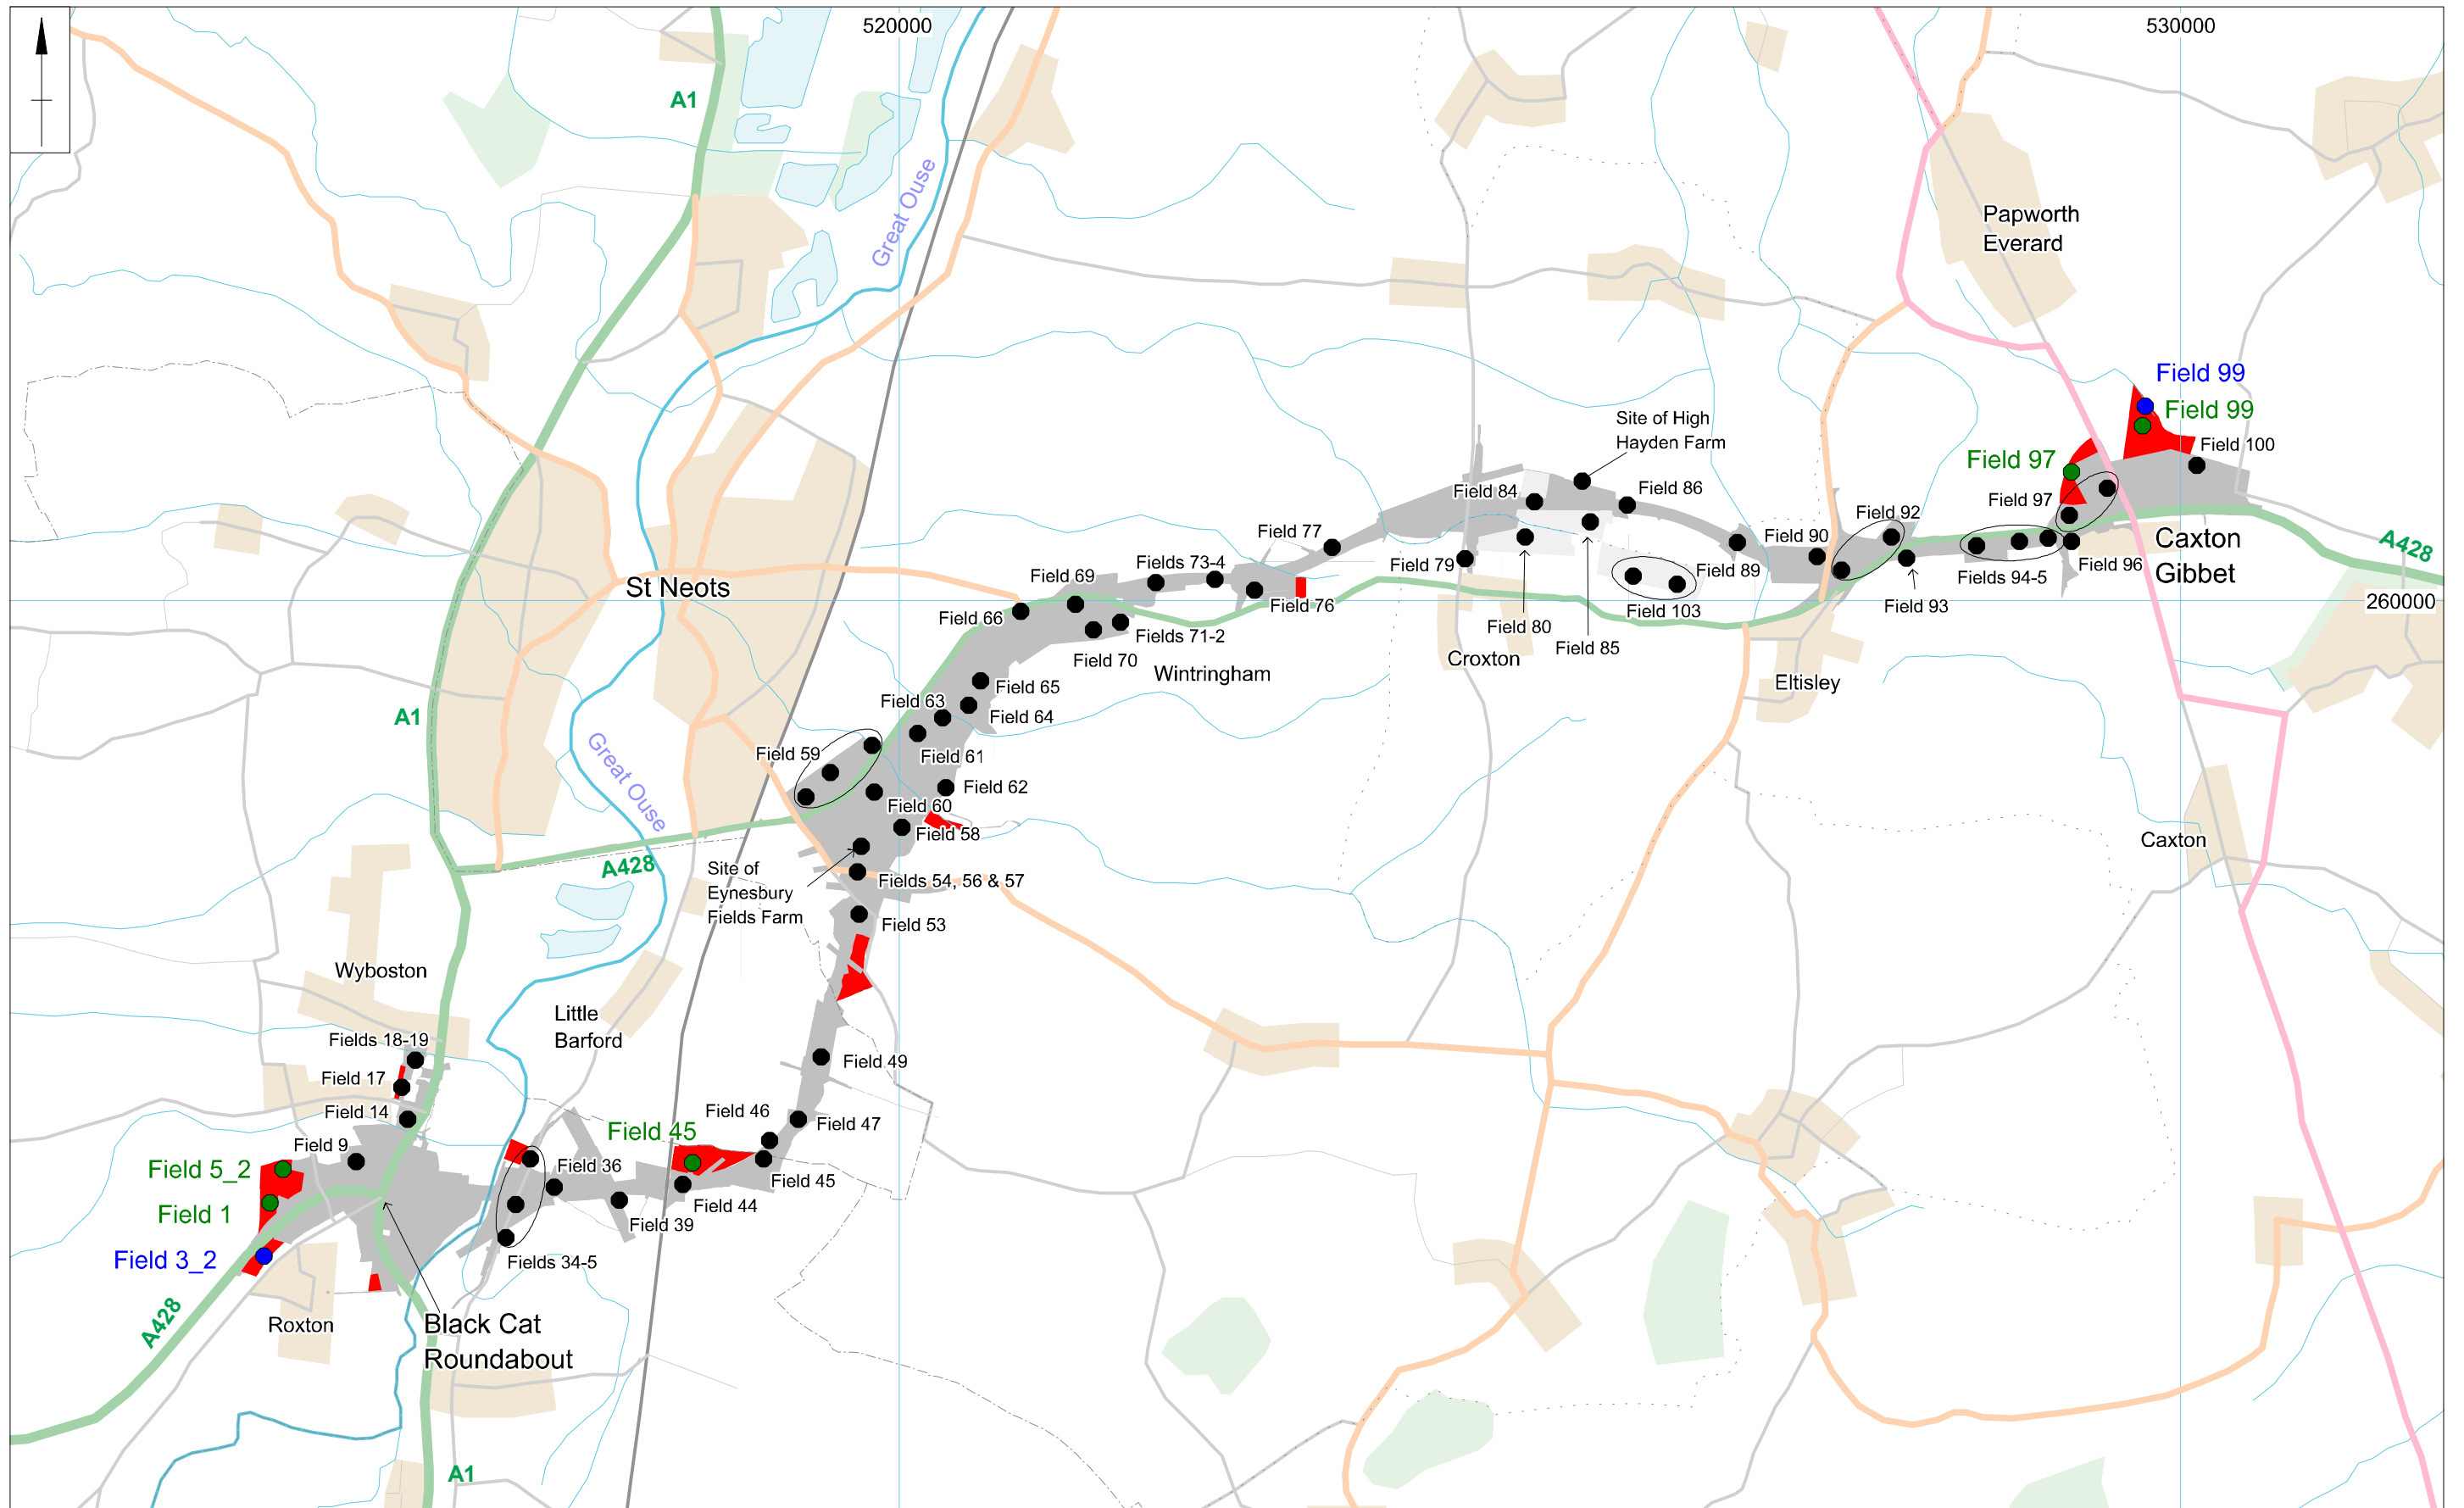 520000
530000
A1
Great Ouse
Papworth
Everard
Field 99
Field 99
Site of High
Hayden Farm
Field 100
Field 97
Field 84
Field 86
Field 97
Field 92
Field 77
Field 90
Caxton
Gibbet
A428
Fields 73-4
Field 79
Field 69
Field 89
Fields 94-5
Field 96
St Neots
Field 76
Field 103
Field 93
260000
Field 66
Field 80
Fields 71-2
Field 85
Field 70
Croxton
Wintringham
Field 65
Eltisley
Field 63
Field 64
A1
Great Ouse
Field 59
Field 61
Field 62
Field 60
Field 58
Caxton
A428
Site of
Eynesbury
Fields Farm
Fields 54, 56 & 57
Field 53
Wyboston
Little
Barford
Fields 18-19
Field 49
Field 17
Field 14
Field 46
Field 47
Field 45
Field 9
Field 5_2
Field 36
Field 45
Field 44
Field 1
Field 39
Field 3_2
Fields 34-5
A428
Roxton
Black Cat
Roundabout
A1